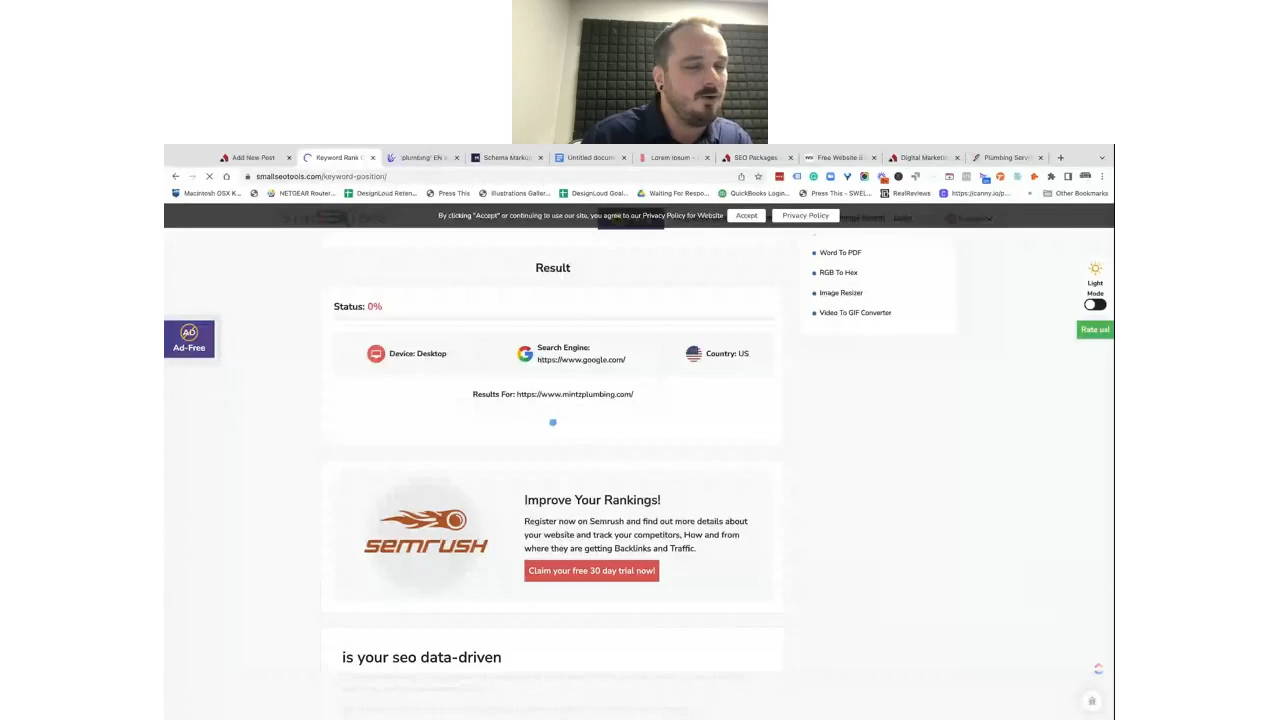 Add New Post
Keyword Rank C
"plumbing" EN V
Schema Marku
Untitled docum
Lorem Ipsum -
SEO Packages
Free Website
Digital Marketin
Plumbing Servi
smallseotools.com/keyword-position/
Macintosh OSX K...
NETGEAR Router...
DesignLoud Reten...
Press This
Illustrations Galler...
DesignLoud Goal...
Waiting For Respo...
QuickBooks Login...
Press This - SWEL...
RealReviews
https://canny.io/p...
Other Bookmarks
By clicking "Accept" or continuing to use our site, you agree to our Privacy Policy for Website
Accept
Privacy Policy
Result
Word To PDF
RGB To Hex
Image Resizer
Video To GIF Converter
Light
Mode
Rate us!
AD
Ad-Free
Status: 0%
Device: Desktop
Search Engine:
https://www.google.com/
Country: US
Results For: https://www.mintzplumbing.com/
SEMRUSH
Improve Your Rankings!
Register now on Semrush and find out more details about
your website and track your competitors, How and from
where they are getting Backlinks and Traffic.
Claim your free 30 day trial now!
is your seo data-driven